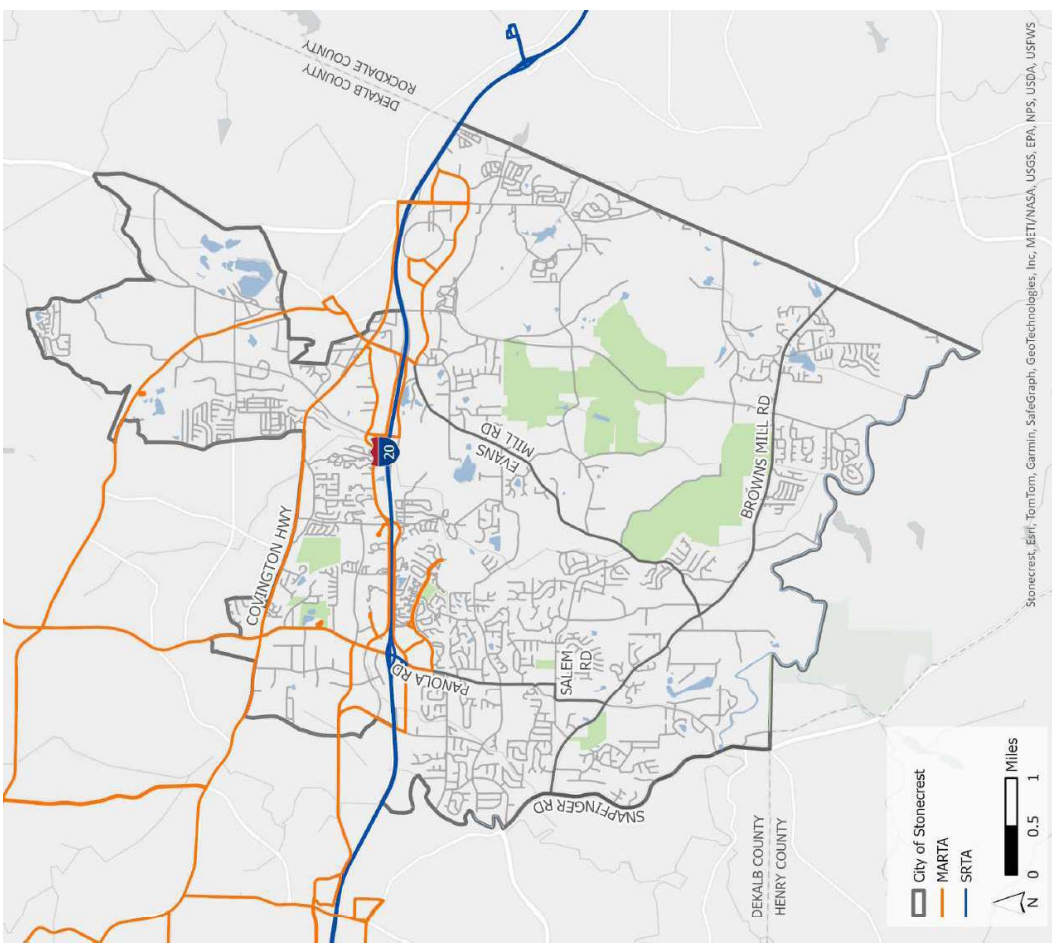 ROCKDALE COUNTY
DEKALB COUNTY
20
COVINGTON HWY
EVANS
MILL RD
BROWNS MILL RD
PANOLA RD
SALEM
RD
SNAPFINGER RD
DEKALB COUNTY
HENRY COUNTY
City of Stonecrest
MARTA
SRTA
N
0 0.5 1 Miles
Stonecrest, Esri, TomTom, Garmin, SafeGraph, GeoTechnologies, Inc, METI/NASA, USGS, EPA, NPS, USDA, USFWS